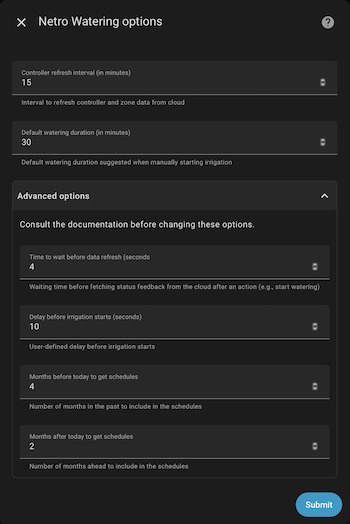 Netro Watering options
Controller refresh interval (in minutes)
15
Interval to refresh controller and zone data from cloud
Default watering duration (in minutes)
30
Default watering duration suggested when manually starting irrigation
Advanced options
Consult the documentation before changing these options.
Time to wait before data refresh (seconds
4
Waiting time before fetching status feedback from the cloud after an action (e.g., start watering)
Delay before irrigation starts (seconds)
10
User-defined delay before irrigation starts
Months before today to get schedules
4
Number of months in the past to include in the schedules
Months after today to get schedules
2
Number of months ahead to include in the schedules
Submit